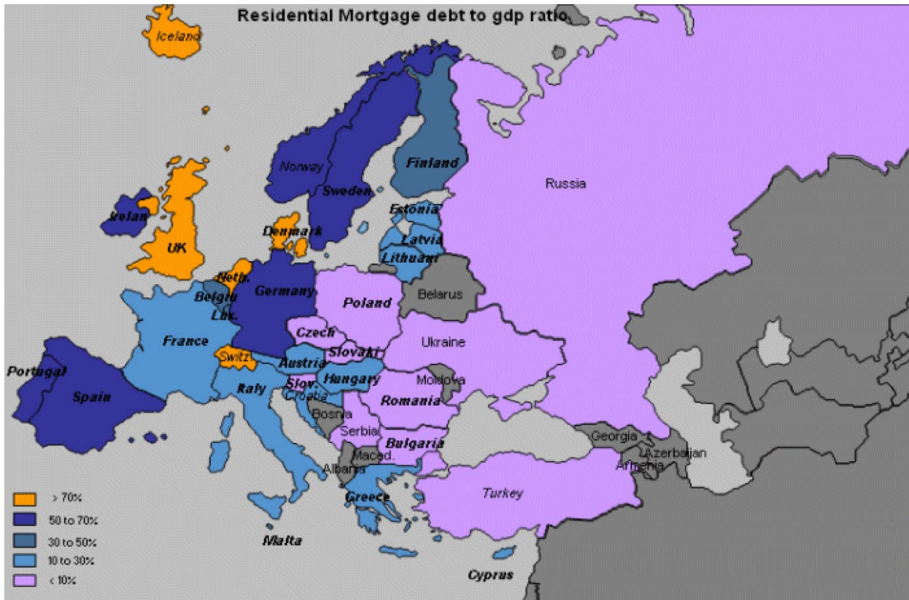 Residential Mortgage debt to gdp ratio
Iceland
Norway
Finland
Sweden
Russia
Estonia
Irelan
Denmark
Latvia
UK
Lithuani
Neth.
Belgiu
Germany
Poland
Belarus
Lux.
Czech
France
Ukraine
Slovaki
Switz
Austria
Moldova
Portugal
Slov.
Hungary
Spain
Italy
Croatia
Romania
Bosnia
Serbia
Bulgaria
Georgia
Maced.
Azerbaijan
Albania
Armenia
Greece
Turkey
Malta
Cyprus
> 70%
50 to 70%
30 to 50%
10 to 30%
< 10%